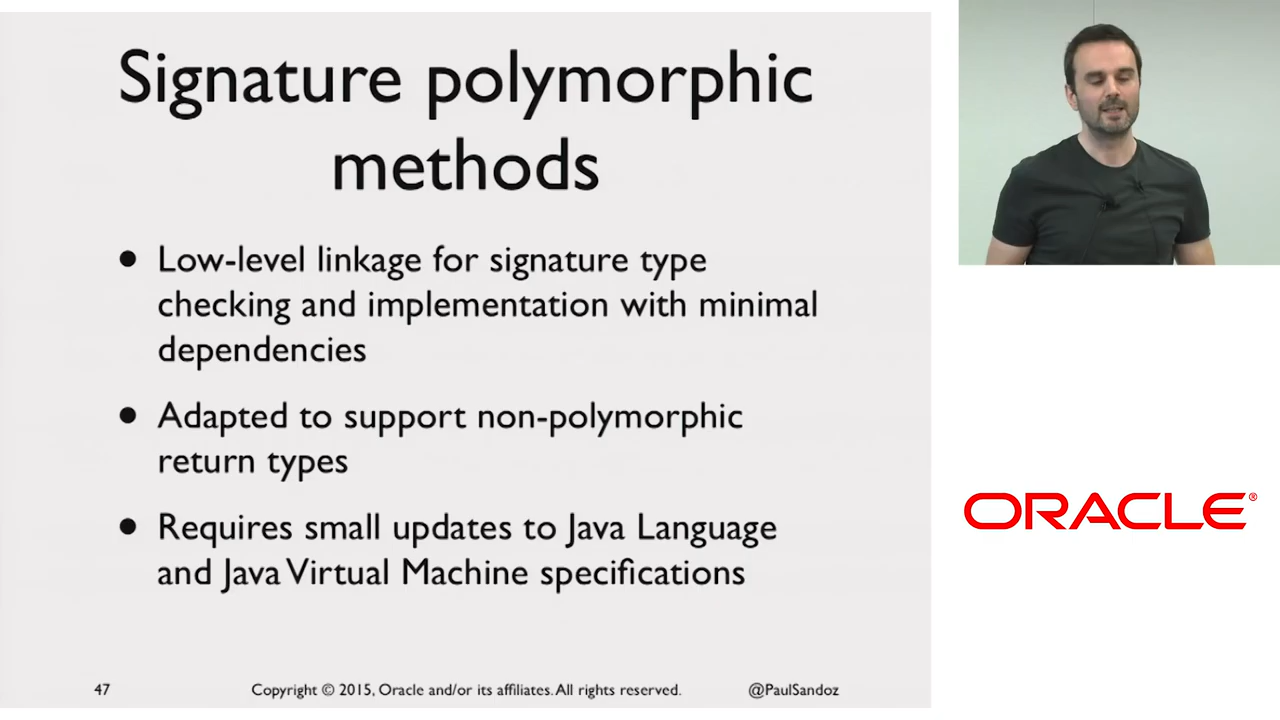 Signature polymorphic
methods
• Low-level linkage for signature type
checking and implementation with minimal
dependencies
• Adapted to support non-polymorphic
return types
• Requires small updates to Java Language
and Java Virtual Machine specifications
47 Copyright © 2015, Oracle and/or its affiliates. All rights reserved. @PaulSandoz
ORACLE®